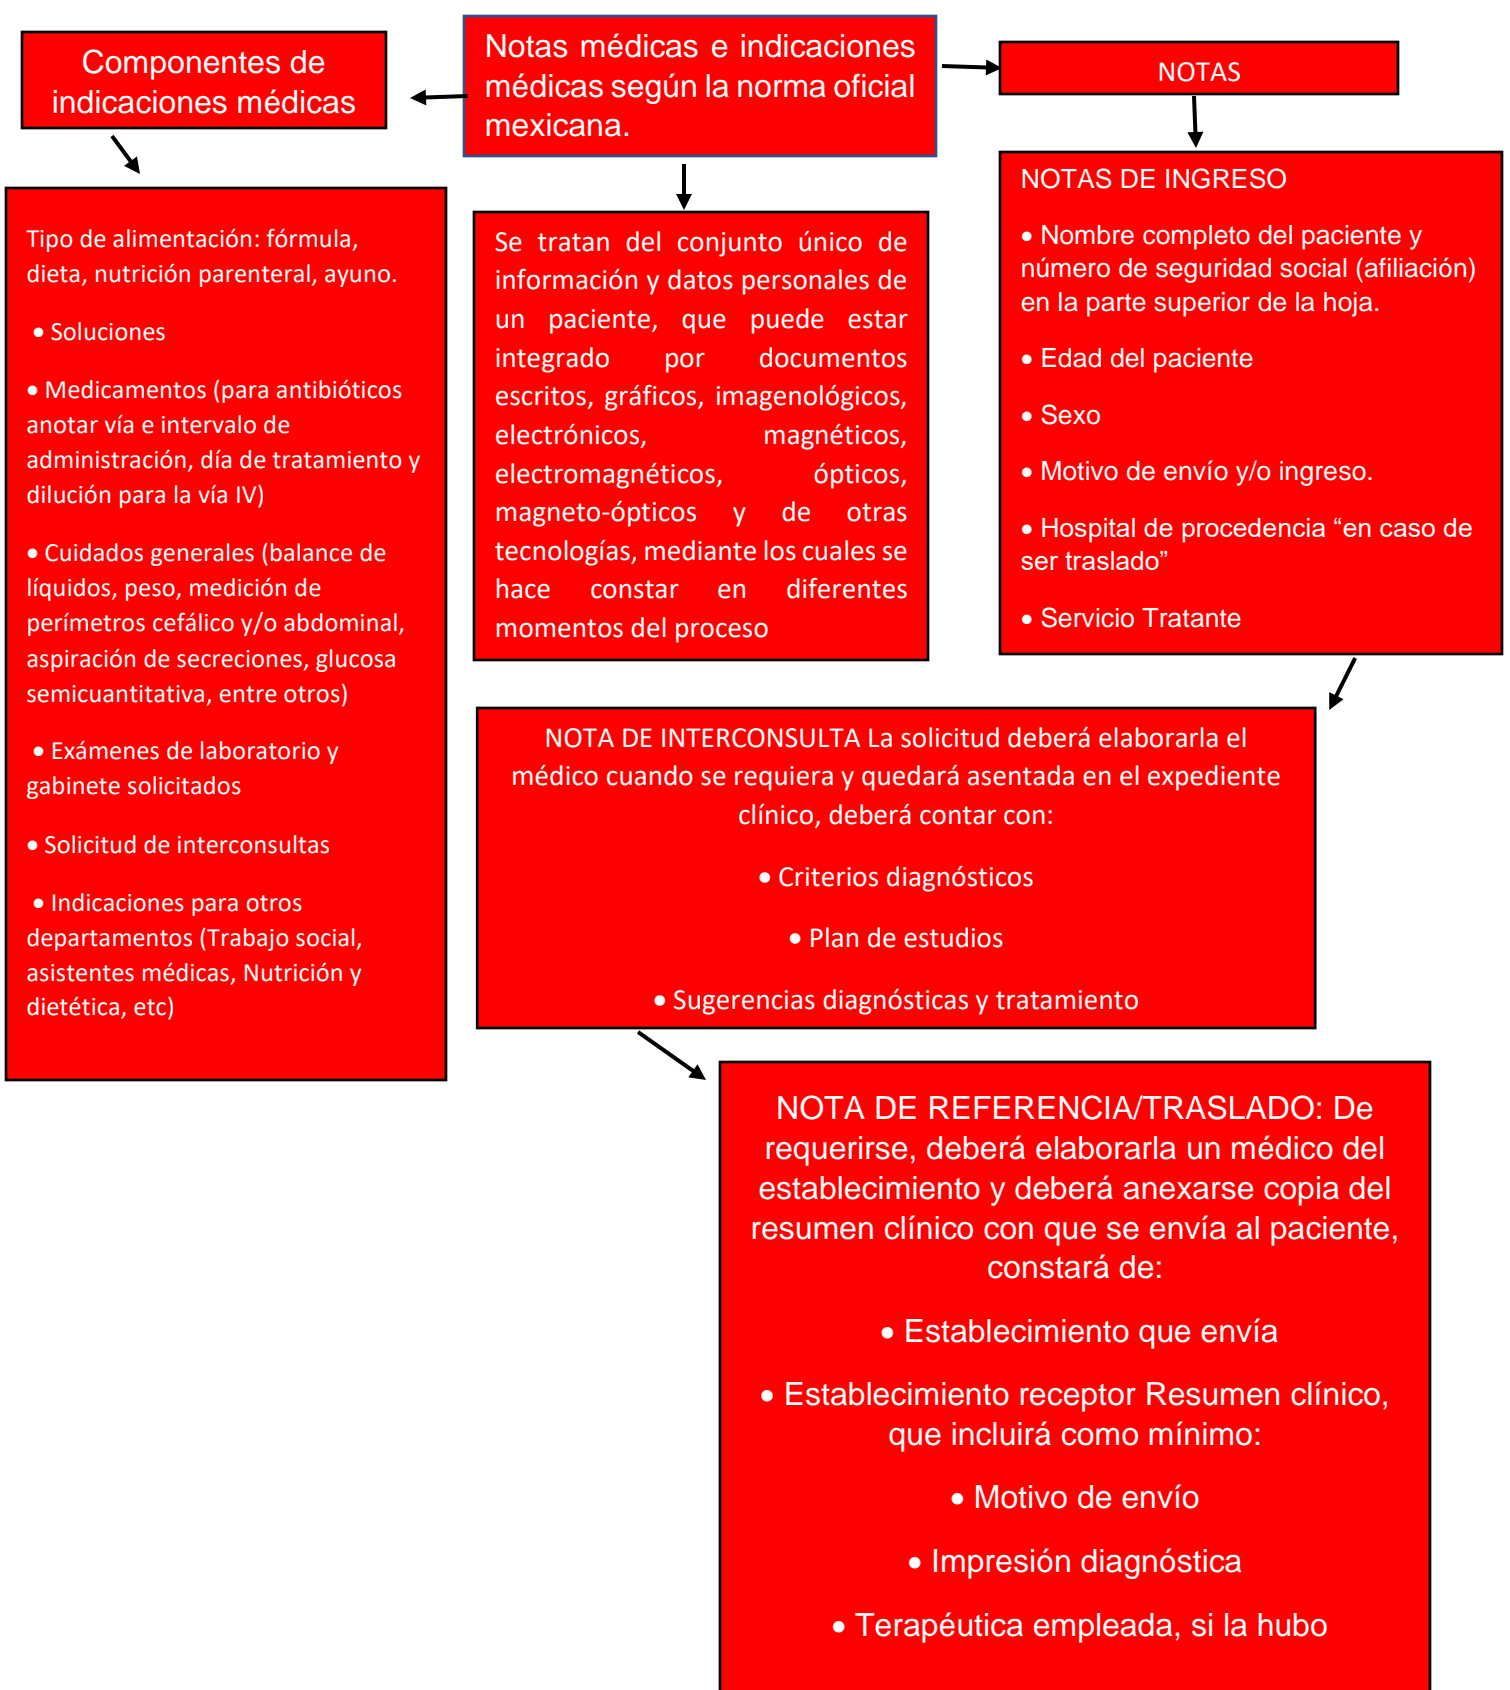 Componentes de
indicaciones médicas
Notas médicas e indicaciones
médicas según la norma oficial
mexicana.
NOTAS
Tipo de alimentación: fórmula,
dieta, nutrición parenteral, ayuno.
• Soluciones
• Medicamentos (para antibióticos
anotar vía e intervalo de
administración, día de tratamiento y
dilución para la vía IV)
• Cuidados generales (balance de
líquidos, peso, medición de
perímetros cefálico y/o abdominal,
aspiración de secreciones, glucosa
semicuantitativa, entre otros)
• Exámenes de laboratorio y
gabinete solicitados
• Solicitud de interconsultas
• Indicaciones para otros
departamentos (Trabajo social,
asistentes médicas, Nutrición y
dietética, etc)
Se tratan del conjunto único de
información y datos personales de
un paciente, que puede estar
integrado por documentos
escritos, gráficos, imagenológicos,
electrónicos, magnéticos,
electromagnéticos, ópticos,
magneto-ópticos y de otras
tecnologías, mediante los cuales se
hace constar en diferentes
momentos del proceso
NOTAS DE INGRESO
• Nombre completo del paciente y
número de seguridad social (afiliación)
en la parte superior de la hoja.
• Edad del paciente
• Sexo
• Motivo de envío y/o ingreso.
• Hospital de procedencia “en caso de
ser traslado”
• Servicio Tratante
NOTA DE INTERCONSULTA La solicitud deberá elaborarla el
médico cuando se requiera y quedará asentada en el expediente
clínico, deberá contar con:
• Criterios diagnósticos
• Plan de estudios
• Sugerencias diagnósticas y tratamiento
NOTA DE REFERENCIA/TRASLADO: De
requerirse, deberá elaborarla un médico del
establecimiento y deberá anexarse copia del
resumen clínico con que se envía al paciente,
constará de:
• Establecimiento que envía
• Establecimiento receptor Resumen clínico,
que incluirá como mínimo:
• Motivo de envío
• Impresión diagnóstica
• Terapéutica empleada, si la hubo